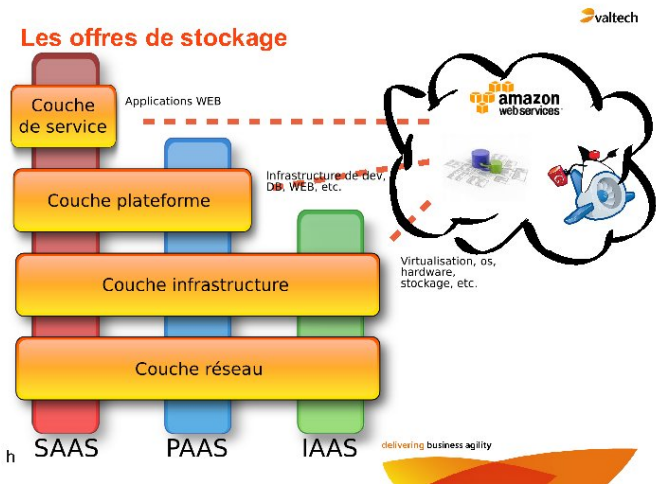 valtech
Les offres de stockage
Couche
de service
Applications WEB
amazon
webservices
Infrastructure de dev,
DB, WEB, etc.
Couche plateforme
Virtualisation, os,
hardware,
stockage, etc.
Couche infrastructure
Couche réseau
h
SAAS
PAAS
IAAS
delivering business agility